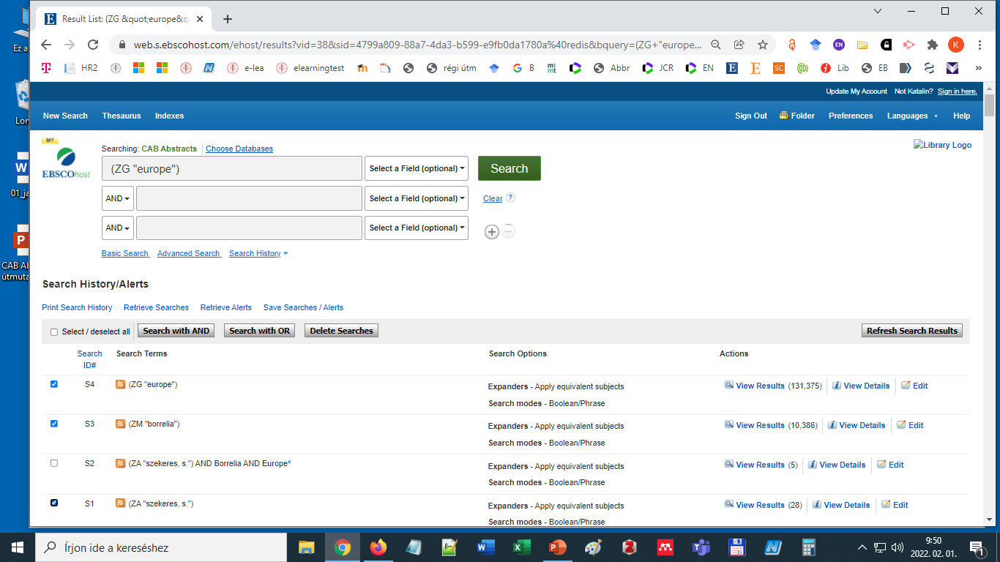 Result List: (ZG &quot;europe&q
web.s.ebscohost.com/ehost/results?vid=38&sid=4799a809-88a7-4da3-b599-e9fb0da1780a%40redis&bquery=(ZG+"europe...
EN
K
HR2
e-lea
elearningtest
régi útm
B
mt
mt
Abbr
JCR
EN
SC
Lib
EB
»
Ez a
Lor
01_ja
CAB Al
útmuta
Update My Account Not Katalin? Sign in here.
New Search Thesaurus Indexes
Sign Out Folder Preferences Languages Help
MY
EBSCOhost
Searching: CAB Abstracts Choose Databases
Library Logo
(ZG "europe") Select a Field (optional) Search
AND Select a Field (optional) Clear ?
AND Select a Field (optional)
Basic Search Advanced Search Search History
Search History/Alerts
Print Search History Retrieve Searches Retrieve Alerts Save Searches / Alerts
Select / deselect all Search with AND Search with OR Delete Searches Refresh Search Results
Search ID# Search Terms Search Options Actions
S4 (ZG "europe") Expanders - Apply equivalent subjects View Results (131,375) View Details Edit
Search modes - Boolean/Phrase
S3 (ZM "borrelia") Expanders - Apply equivalent subjects View Results (10,386) View Details Edit
Search modes - Boolean/Phrase
S2 (ZA "szekeres, s.") AND Borrelia AND Europe* Expanders - Apply equivalent subjects View Results (5) View Details Edit
Search modes - Boolean/Phrase
S1 (ZA "szekeres, s.") Expanders - Apply equivalent subjects View Results (28) View Details Edit
Search modes - Boolean/Phrase
Írjon ide a kereséshez
9:50
2022. 02. 01.
1